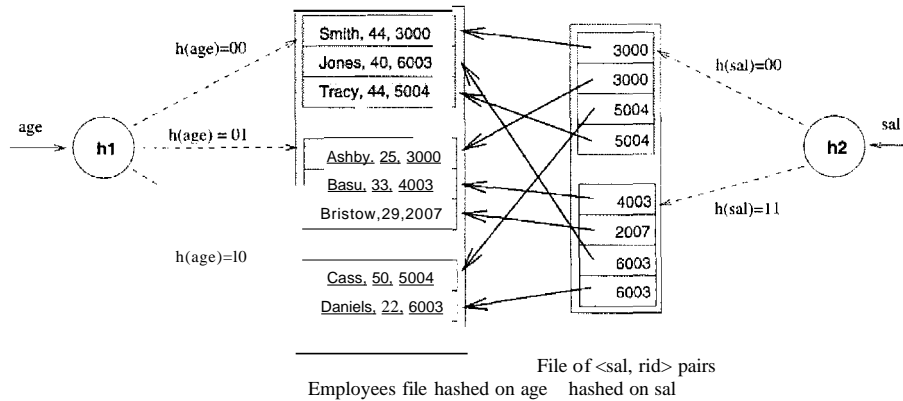 h(age)=00
age
h1
h(age) = 01
h(age)=l0
Smith, 44, 3000
Jones, 40, 6003
Tracy, 44, 5004
Ashby, 25, 3000
Basu, 33, 4003
Bristow,29,2007
Cass, 50, 5004
Daniels, 22, 6003
Employees file hashed on age
3000
3000
5004
5004
4003
2007
6003
6003
File of <sal, rid> pairs
hashed on sal
h(sal)=00
sal
h2
h(sal)=11